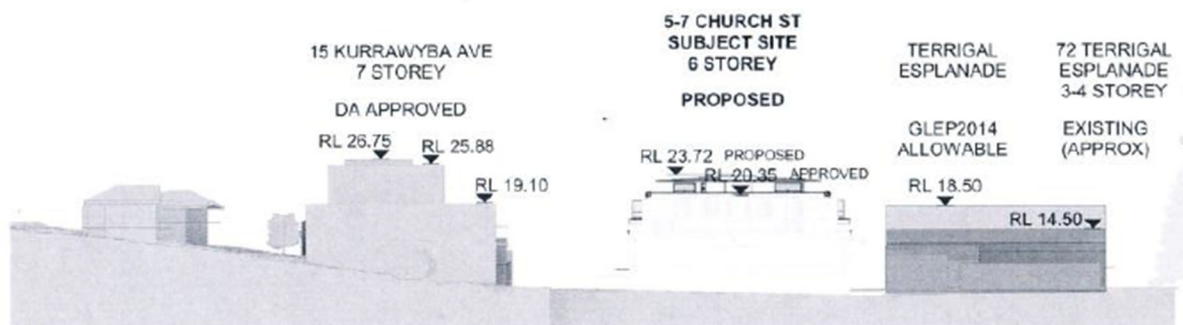 15 KURRAWYBA AVE
7 STOREY
DA APPROVED
RL 26.75
RL 25.88
RL 19.10
5-7 CHURCH ST
SUBJECT SITE
6 STOREY
PROPOSED
RL 23.72 PROPOSED
RL 20.35 APPROVED
TERRIGAL
ESPLANADE
GLEP2014
ALLOWABLE
RL 18.50
72 TERRIGAL
ESPLANADE
3-4 STOREY
EXISTING
(APPROX)
RL 14.50